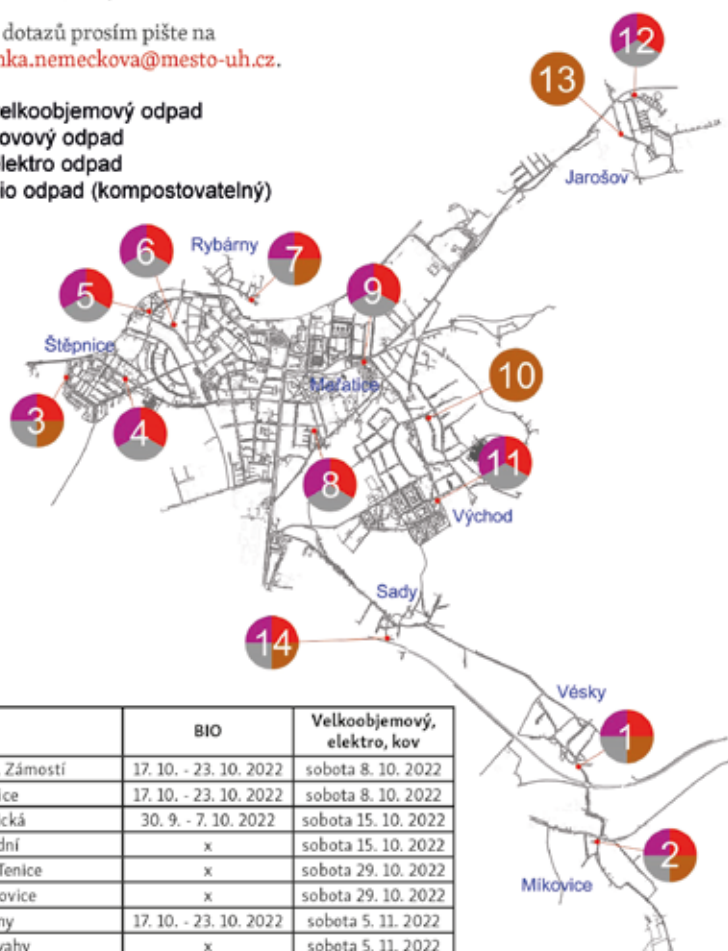 dotazů prosím pište na
nka.nemeckova@mesto-uh.cz.
elkoobjemový odpad
ovový odpad
lektro odpad
io odpad (kompostovatelný)
12
13
Jarošov
6
Rybárny
7
5
9
Štěpnice
Mařatice
3
4
10
8
11
Východ
Sady
14
Vésky
1
2
Míkovice
BIO
Velkoobjemový,
elektro, kov
Zámostí 17. 10. - 23. 10. 2022 sobota 8. 10. 2022
ice 17. 10. - 23. 10. 2022 sobota 8. 10. 2022
ická 30. 9. - 7. 10. 2022 sobota 15. 10. 2022
dní x sobota 15. 10. 2022
Tenice x sobota 29. 10. 2022
ovice x sobota 29. 10. 2022
ny 17. 10. - 23. 10. 2022 sobota 5. 11. 2022
vahy x sobota 5. 11. 2022